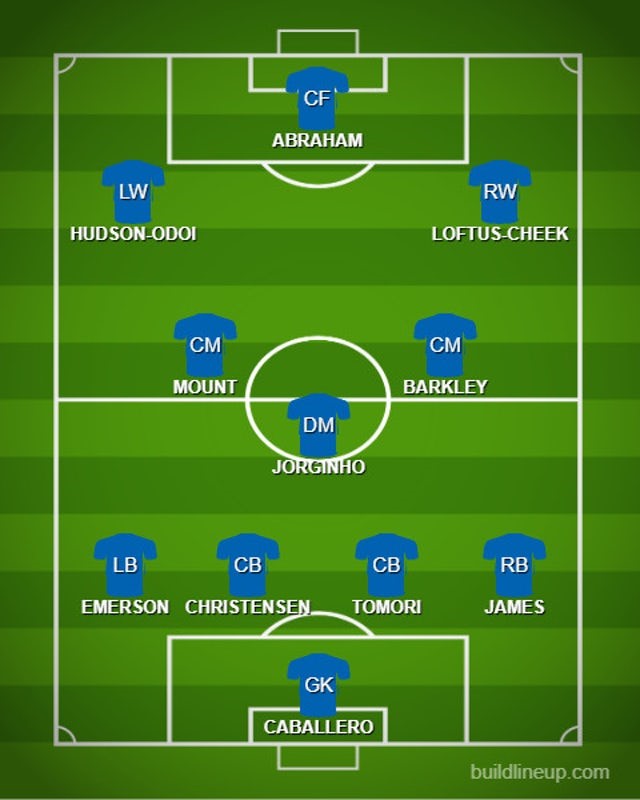 CF
ABRAHAM
LW
RW
HUDSON-ODOI
LOFTUS-CHEEK
CM
CM
MOUNT
BARKLEY
DM
JORGINHO
LB
CB
CB
RB
EMERSON
CHRISTENSEN
TOMORI
JAMES
GK
CABALLERO
buildlineup.com